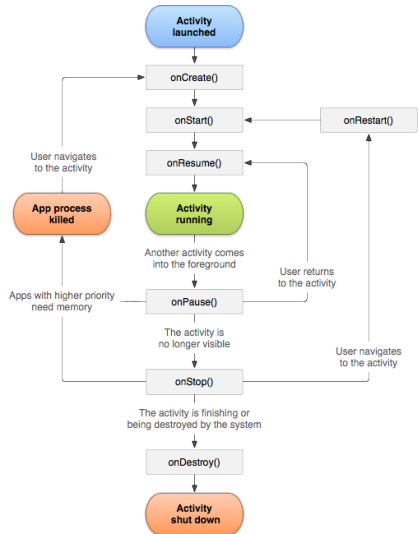 Activity
launched
onCreate()
onStart()
onRestart()
User navigates
to the activity
onResume()
App process
killed
Activity
running
Another activity comes
into the foreground
User returns
to the activity
Apps with higher priority
need memory
onPause()
The activity is
no longer visible
User navigates
to the activity
onStop()
The activity is finishing or
being destroyed by the system
onDestroy()
Activity
shut down